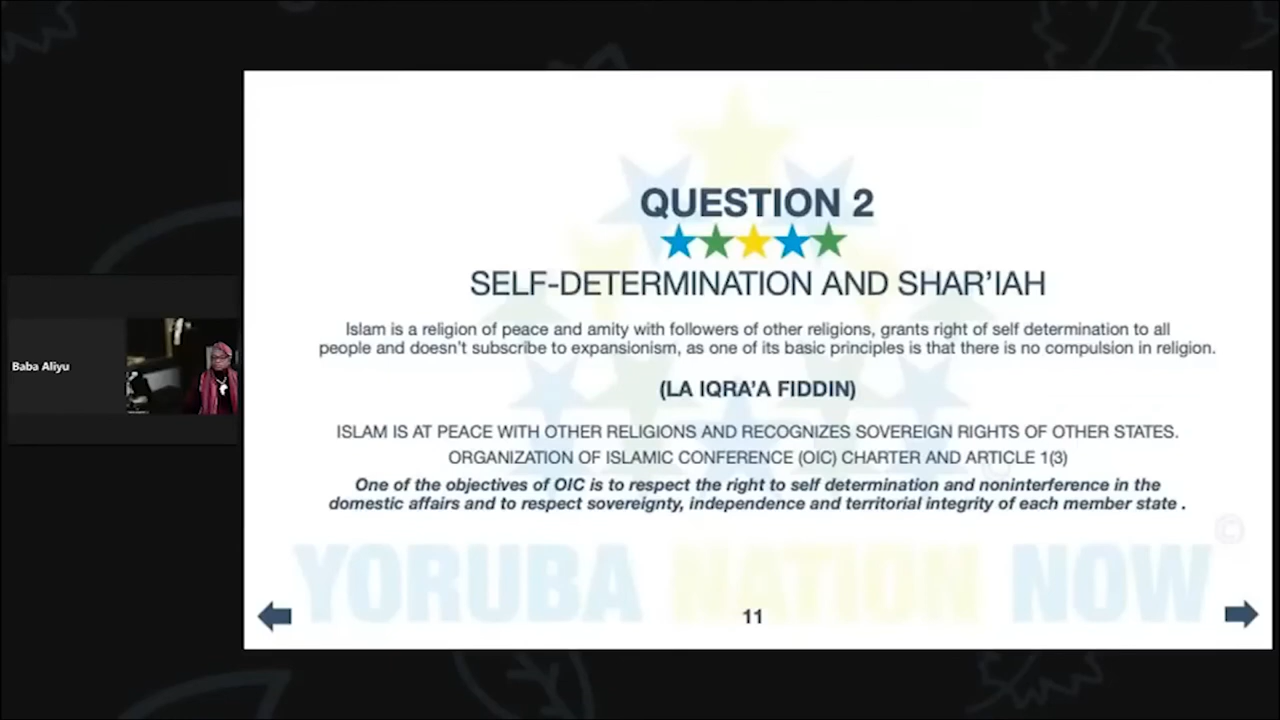 QUESTION 2
SELF-DETERMINATION AND SHAR'IAH
Islam is a religion of peace and amity with followers of other religions, grants right of self determination to all
people and doesn't subscribe to expansionism, as one of its basic principles is that there is no compulsion in religion.
(LA IQRA'A FIDDIN)
Baba Aliyu
ISLAM IS AT PEACE WITH OTHER RELIGIONS AND RECOGNIZES SOVEREIGN RIGHTS OF OTHER STATES.
ORGANIZATION OF ISLAMIC CONFERENCE (OIC) CHARTER AND ARTICLE 1(3)
One of the objectives of OIC is to respect the right to self determination and noninterference in the
domestic affairs and to respect sovereignty, independence and territorial integrity of each member state .
YORUBA NATION NOW
11